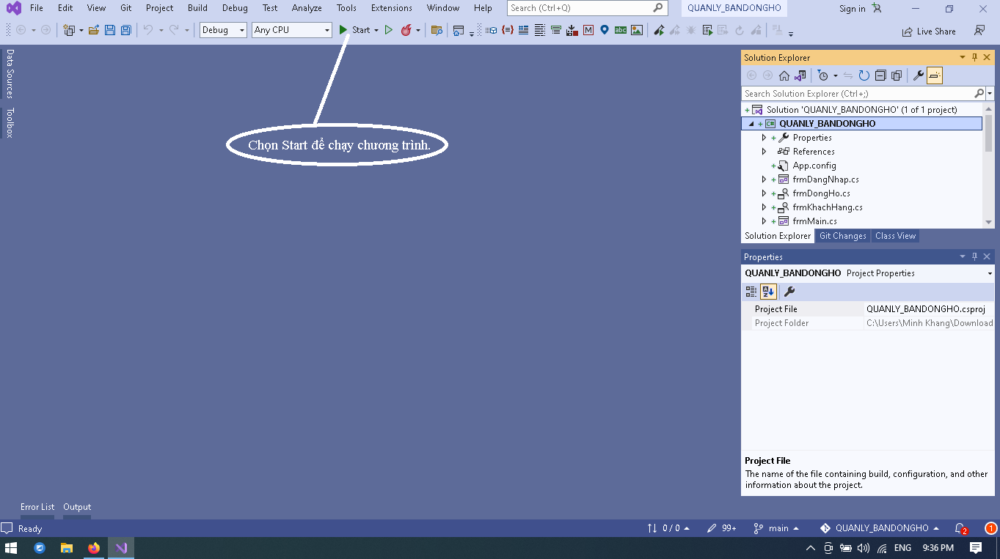 File Edit View Git Project Build Debug Test Analyze Tools Extensions Window Help Search (Ctrl+Q) QUANLY_BANDONGHO Sign in
Debug Any CPU Start abc Live Share
Data Sources
Toolbox
Chọn Start để chạy chương trình.
Solution Explorer
Search Solution Explorer (Ctrl+;)
Solution 'QUANLY_BANDONGHO' (1 of 1 project)
C# QUANLY_BANDONGHO
Properties
References
App.config
frmDangNhap.cs
frmDongHo.cs
frmKhachHang.cs
frmMain.cs
Solution Explorer Git Changes Class View
Properties
QUANLY_BANDONGHO Project Properties
Project File QUANLY_BANDONGHO.csproj
Project Folder C:\Users\Minh Khang\Download
Project File
The name of the file containing build, configuration, and other
information about the project.
Error List Output
Ready 0 / 0 99+ main QUANLY_BANDONGHO 2 1
ENG 9:36 PM